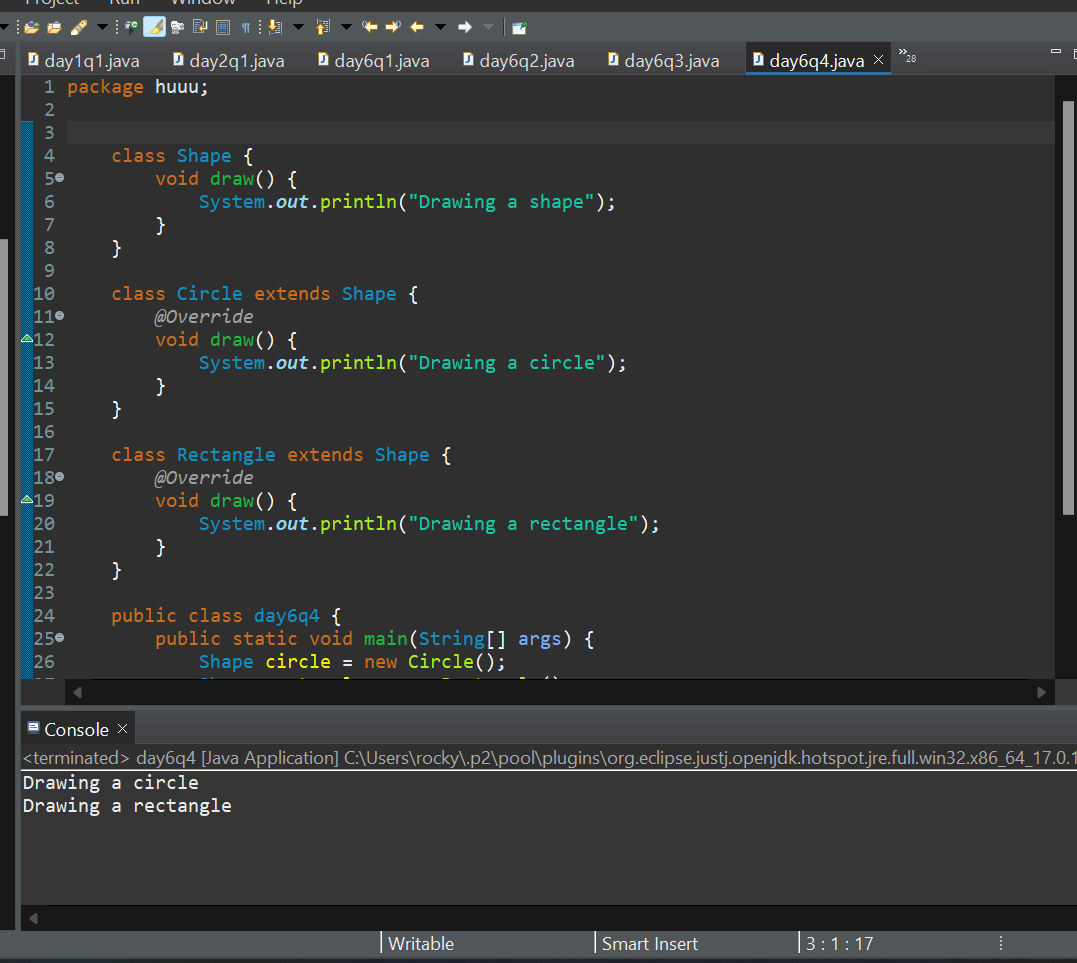 Project Run Window Help
day1q1.java day2q1.java day6q1.java day6q2.java day6q3.java day6q4.java »28
1 package huuu;
2
3
4 class Shape {
5 void draw() {
6 System.out.println("Drawing a shape");
7 }
8 }
9
10 class Circle extends Shape {
11 @Override
12 void draw() {
13 System.out.println("Drawing a circle");
14 }
15 }
16
17 class Rectangle extends Shape {
18 @Override
19 void draw() {
20 System.out.println("Drawing a rectangle");
21 }
22 }
23
24 public class day6q4 {
25 public static void main(String[] args) {
26 Shape circle = new Circle();
Console
<terminated> day6q4 [Java Application] C:\Users\rocky\.p2\pool\plugins\org.eclipse.justj.openjdk.hotspot.jre.full.win32.x86_64_17.0.1
Drawing a circle
Drawing a rectangle
Writable Smart Insert 3 : 1 : 17